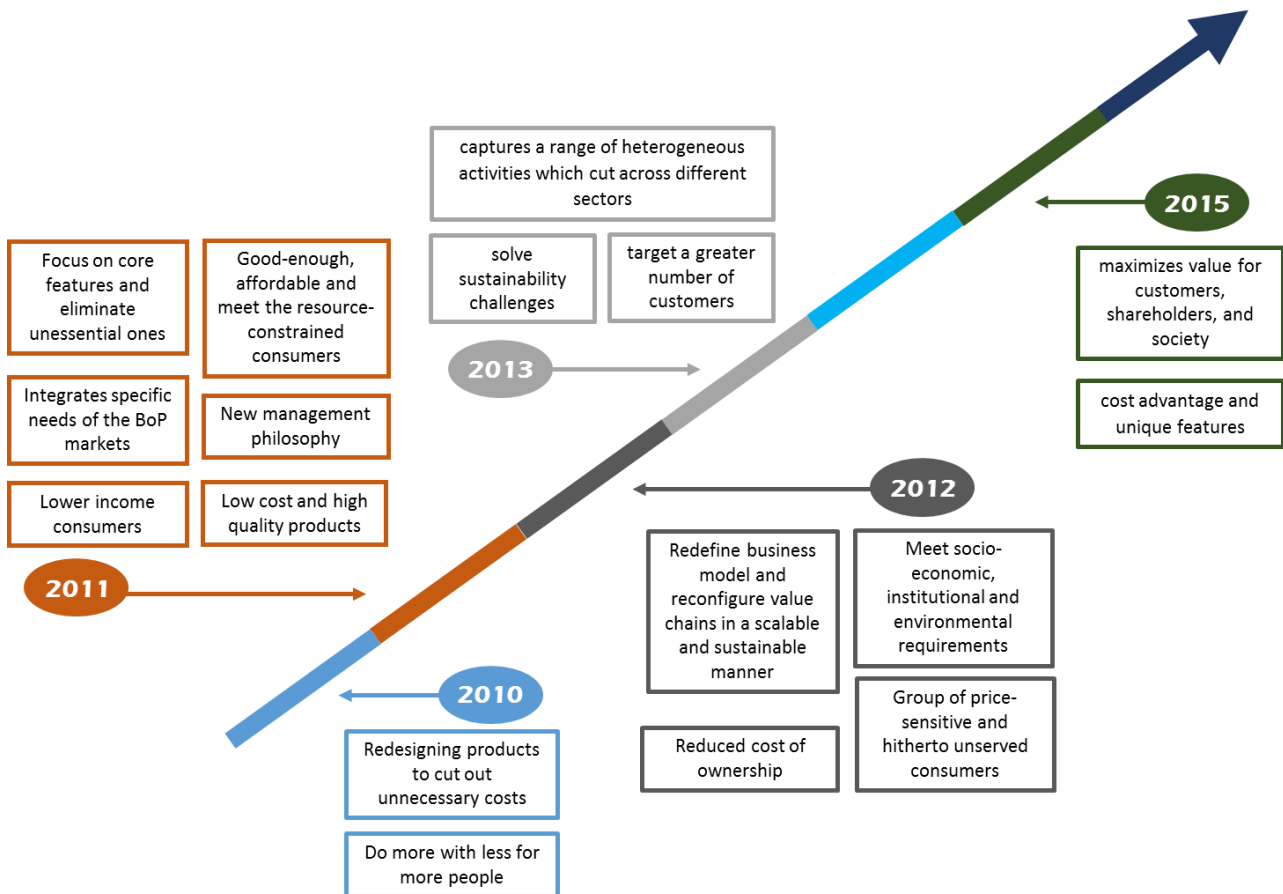 captures a range of heterogeneous
activities which cut across different
sectors
solve
sustainability
challenges
target a greater
number of
customers
2013
2015
maximizes value for
customers,
shareholders, and
society
cost advantage and
unique features
Focus on core
features and
eliminate
unessential ones
Good-enough,
affordable and
meet the resource-
constrained
consumers
Integrates specific
needs of the BoP
markets
New management
philosophy
Lower income
consumers
Low cost and high
quality products
2011
2012
Redefine business
model and
reconfigure value
chains in a scalable
and sustainable
manner
Meet socio-
economic,
institutional and
environmental
requirements
Reduced cost of
ownership
Group of price-
sensitive and
hitherto unserved
consumers
2010
Redesigning products
to cut out
unnecessary costs
Do more with less for
more people